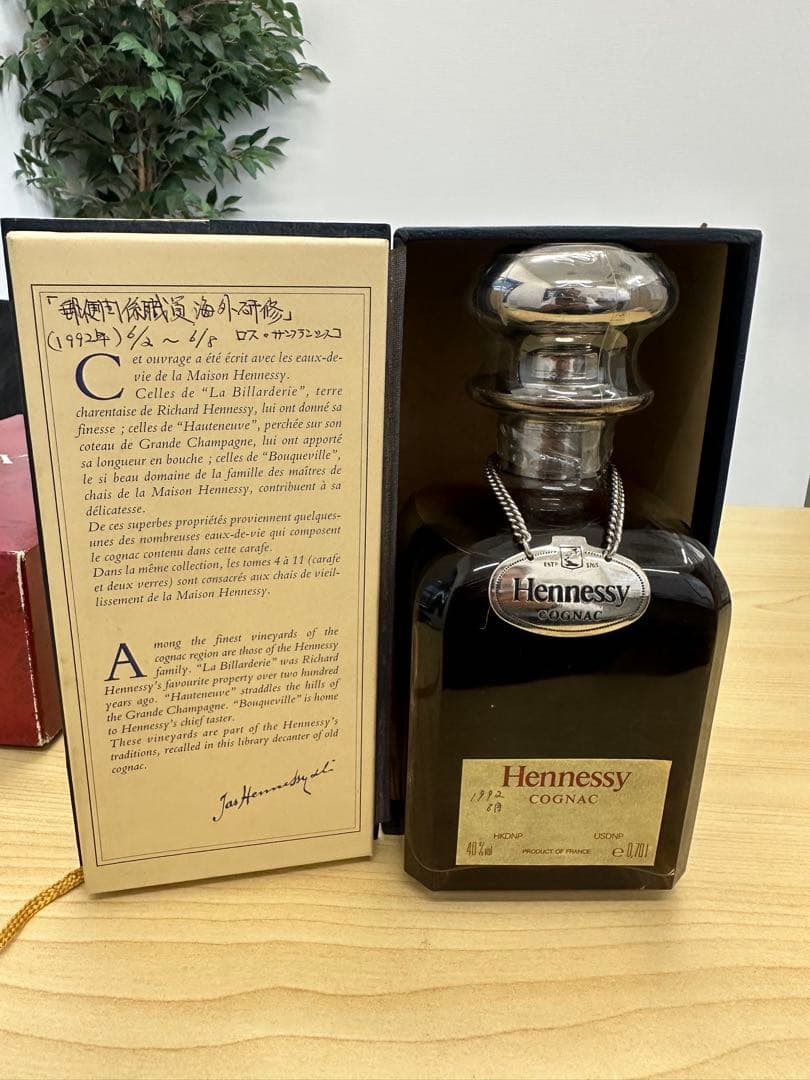 「郵便関係職員 海外研修」
(1992年) 6/2 ～ 6/8 ロス・サンフランシスコ
Cet ouvrage a été écrit avec les eaux-de-
vie de la Maison Hennessy.
Celles de “La Billarderie”, terre
charentaise de Richard Hennessy, lui ont donné sa
finesse ; celles de “Hauteneuve”, perchée sur son
coteau de Grande Champagne, lui ont apporté
sa longueur en bouche ; celles de “Bouqueville”,
le si beau domaine de la famille des maîtres de
chais de la Maison Hennessy, contribuent à sa
délicatesse.
De ces superbes propriétés proviennent quelques-
unes des nombreuses eaux-de-vie qui composent
le cognac contenu dans cette carafe.
Dans la même collection, les tomes 4 à 11 (carafe
et deux verres) sont consacrés aux chais de vieil-
lissement de la Maison Hennessy.
Among the finest vineyards of the
cognac region are those of the Hennessy
family. “La Billarderie” was Richard
Hennessy’s favourite property over two hundred
years ago. “Hauteneuve” straddles the hills of
the Grande Champagne. “Bouqueville” is home
to Hennessy’s chief taster.
These vineyards are part of the Hennessy’s
traditions, recalled in this library decanter of old
cognac.
Jas Hennessy & Co
ESTD 1765
Hennessy
COGNAC
Hennessy
COGNAC
1992
6月
HKDNP USDNP
40%vol PRODUCT OF FRANCE e 0,70 l